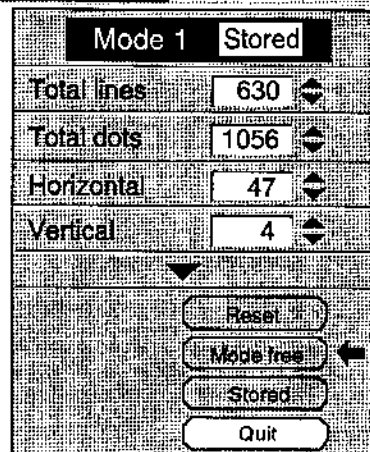 Mode 1 Stored
Total lines 630
Total dots 1056
Horizontal 47
Vertical 4
Reset
Mode free
Stored
Quit